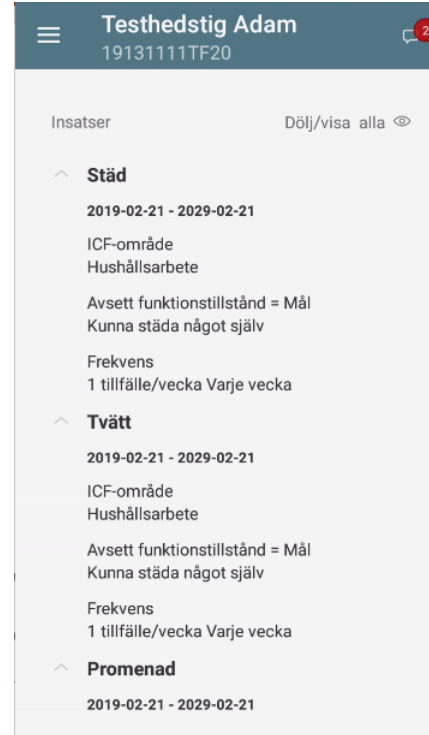 Testhedstig Adam
19131111TF20
2
Insatser Dölj/visa alla
Städ
2019-02-21 - 2029-02-21
ICF-område
Hushållsarbete
Avsett funktionstillstånd = Mål
Kunna städa något själv
Frekvens
1 tillfälle/vecka Varje vecka
Tvätt
2019-02-21 - 2029-02-21
ICF-område
Hushållsarbete
Avsett funktionstillstånd = Mål
Kunna städa något själv
Frekvens
1 tillfälle/vecka Varje vecka
Promenad
2019-02-21 - 2029-02-21